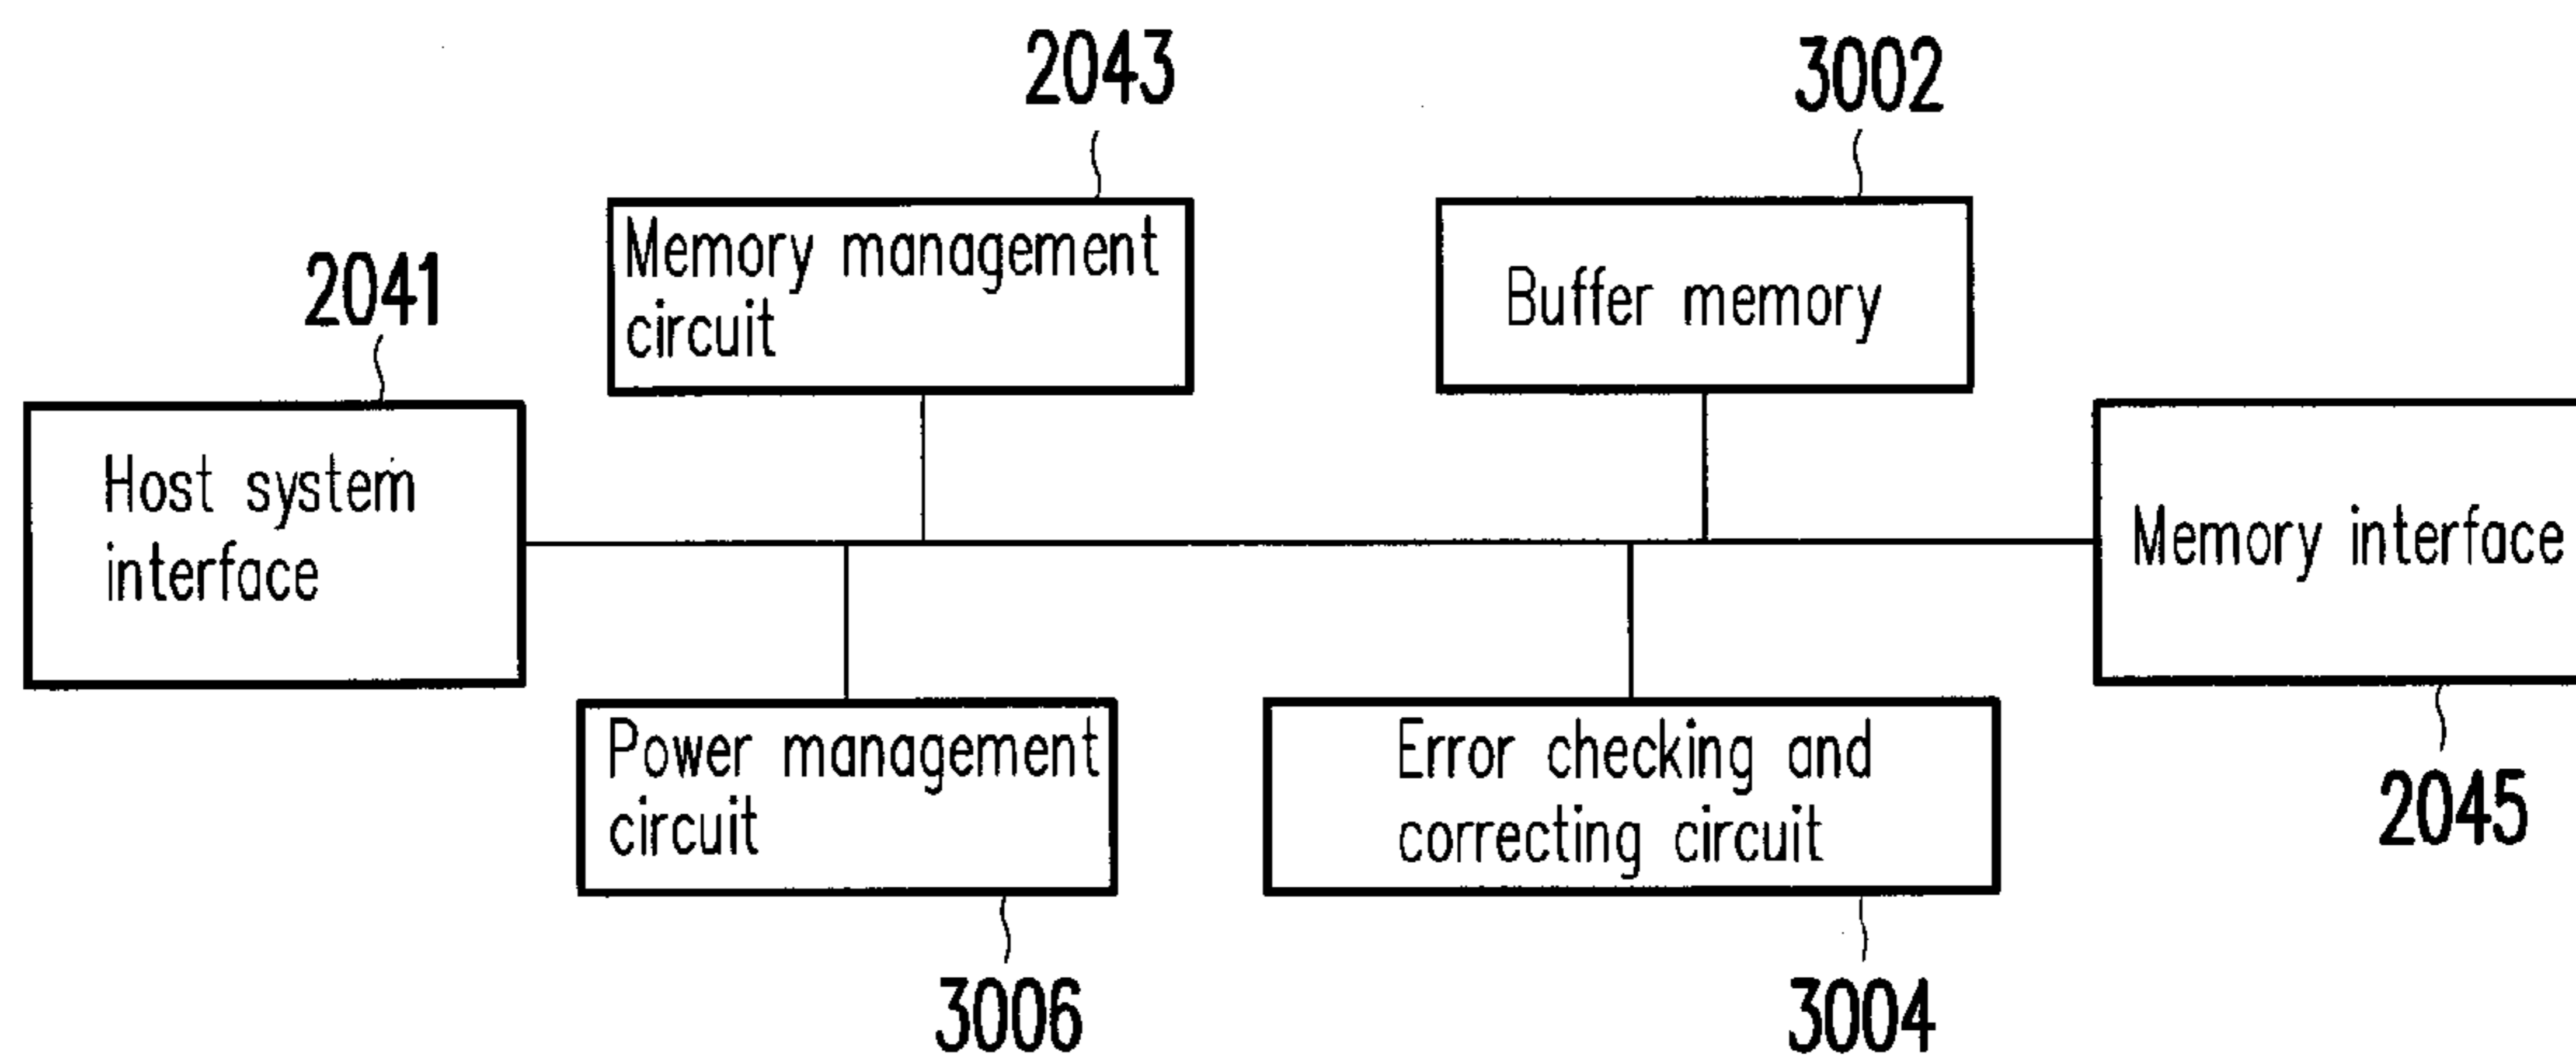 2043
3002
Memory management
circuit
Buffer memory
2041
Host system
interface
Memory interface
2045
Power management
circuit
Error checking and
correcting circuit
3006
3004